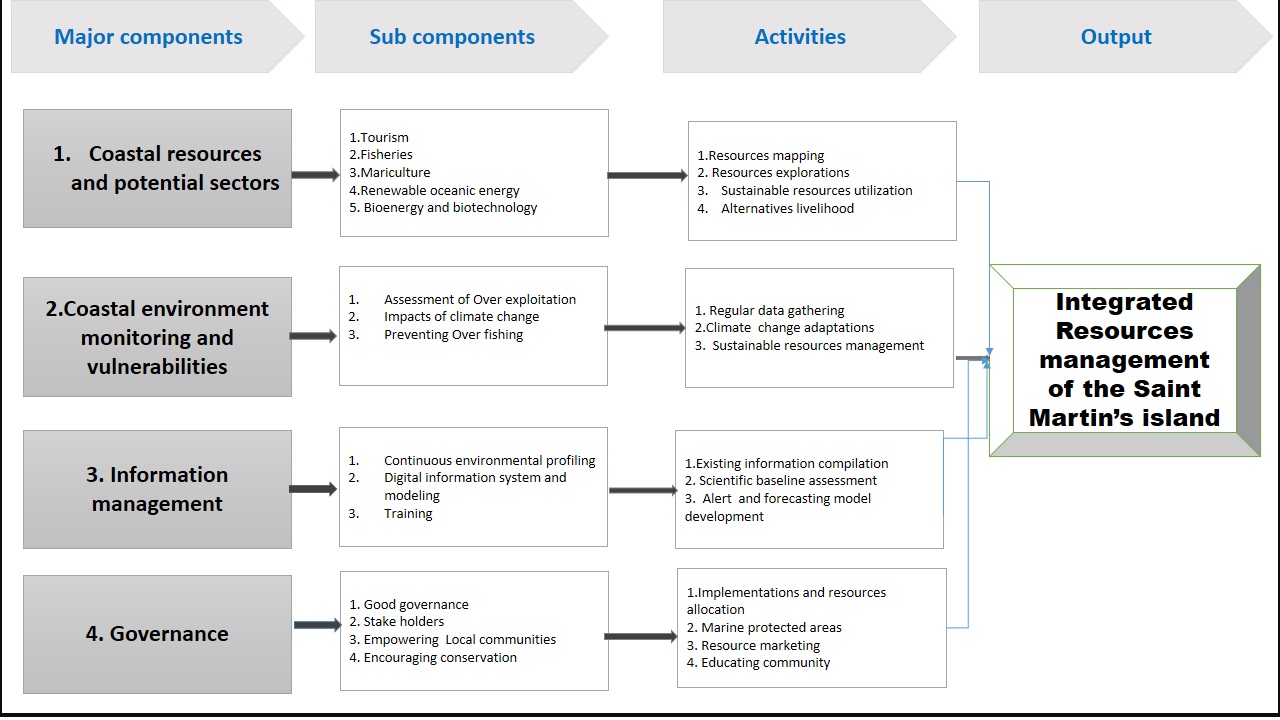 Major components
Sub components
Activities
Output
1. Coastal resources
and potential sectors
1.Tourism
2.Fisheries
3.Mariculture
4.Renewable oceanic energy
5. Bioenergy and biotechnology
1.Resources mapping
2. Resources explorations
3. Sustainable resources utilization
4. Alternatives livelihood
2.Coastal environment
monitoring and
vulnerabilities
1. Assessment of Over exploitation
2. Impacts of climate change
3. Preventing Over fishing
1. Regular data gathering
2.Climate change adaptations
3. Sustainable resources management
3. Information
management
1. Continuous environmental profiling
2. Digital information system and
modeling
3. Training
1.Existing information compilation
2. Scientific baseline assessment
3. Alert and forecasting model
development
4. Governance
1. Good governance
2. Stake holders
3. Empowering Local communities
4. Encouraging conservation
1.Implementations and resources
allocation
2. Marine protected areas
3. Resource marketing
4. Educating community
Integrated
Resources
management
of the Saint
Martin's island